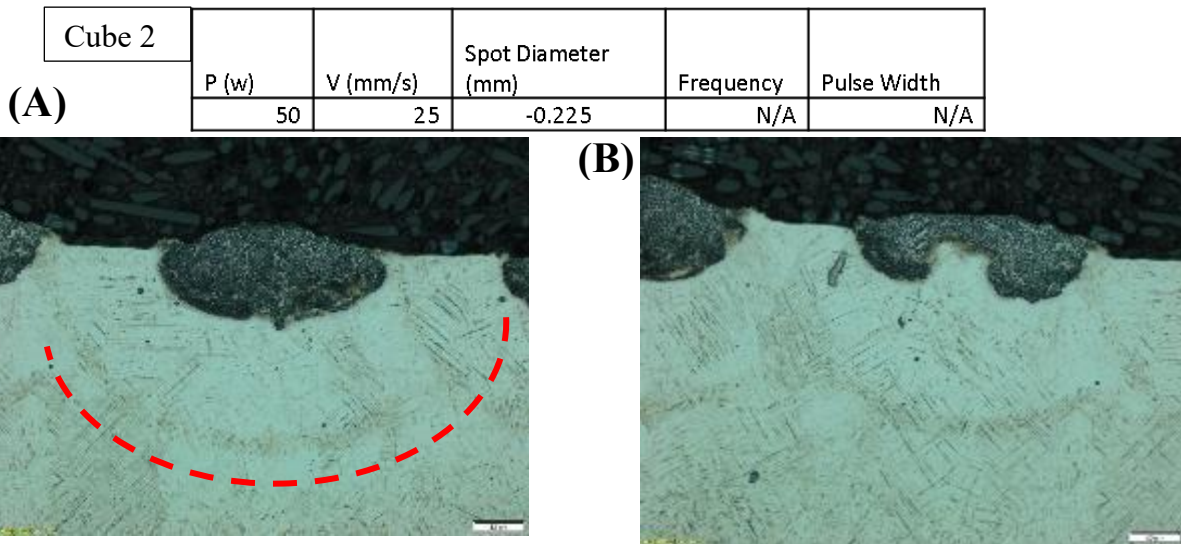 Cube 2
P (w) V (mm/s) Spot Diameter (mm) Frequency Pulse Width
50 25 -0.225 N/A N/A
(A)
(B)